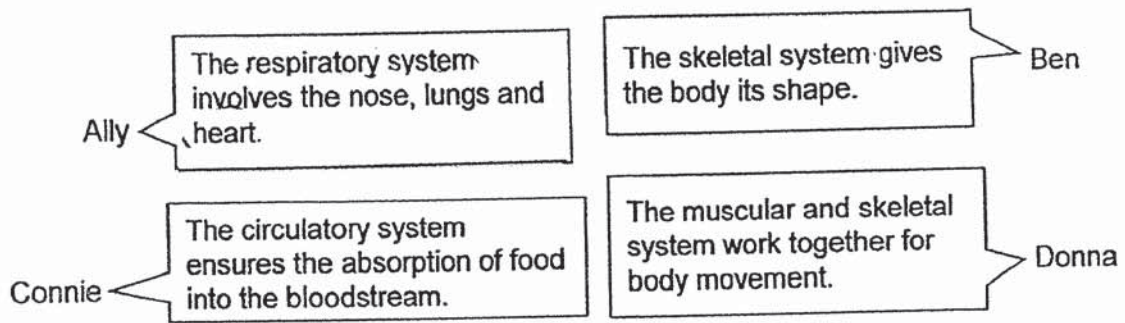 The respiratory system
involves the nose, lungs and
heart.
Ally
The skeletal system gives
the body its shape.
Ben
The circulatory system
ensures the absorption of food
into the bloodstream.
Connie
The muscular and skeletal
system work together for
body movement.
Donna